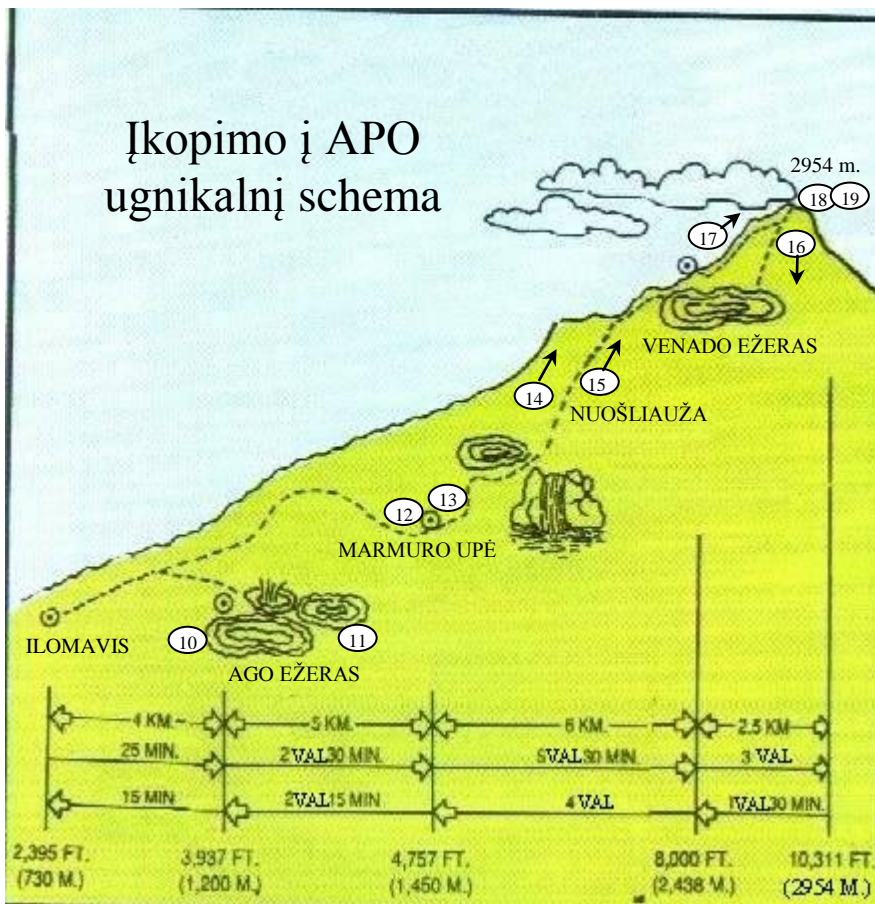 Įkopimo į APO
ugnikalnį schema
2954 m.
18 19
17
16
VENADO EŽERAS
14
15
NUOŠLIAUŽA
12 13
MARMURO UPĖ
10
11
ILOMAVIS
AGO EŽERAS
4 KM. 5 KM. 6 KM. 2.5 KM
25 MIN. 2VAL30 MIN. 5VAL30 MIN. 3 VAL
15 MIN 2VAL15 MIN 4 VAL 1VAL30 MIN.
2,395 FT. 3,937 FT. 4,757 FT. 8,000 FT. 10,311 FT.
(730 M.) (1,200 M.) (1,450 M.) (2,438 M.) (2954 M.)